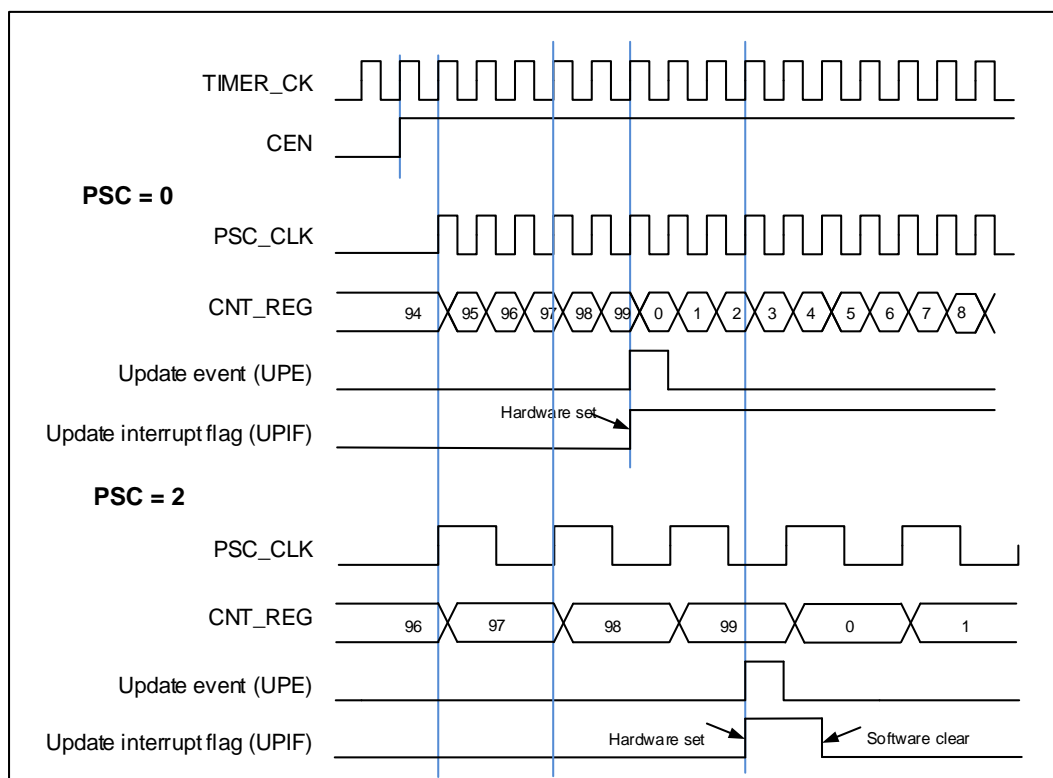 TIMER_CK
CEN
PSC = 0
PSC_CLK
CNT_REG 94 95 96 97 98 99 0 1 2 3 4 5 6 7 8
Update event (UPE)
Hardware set
Update interrupt flag (UPIF)
PSC = 2
PSC_CLK
CNT_REG 96 97 98 99 0 1
Update event (UPE)
Update interrupt flag (UPIF) Hardware set Software clear